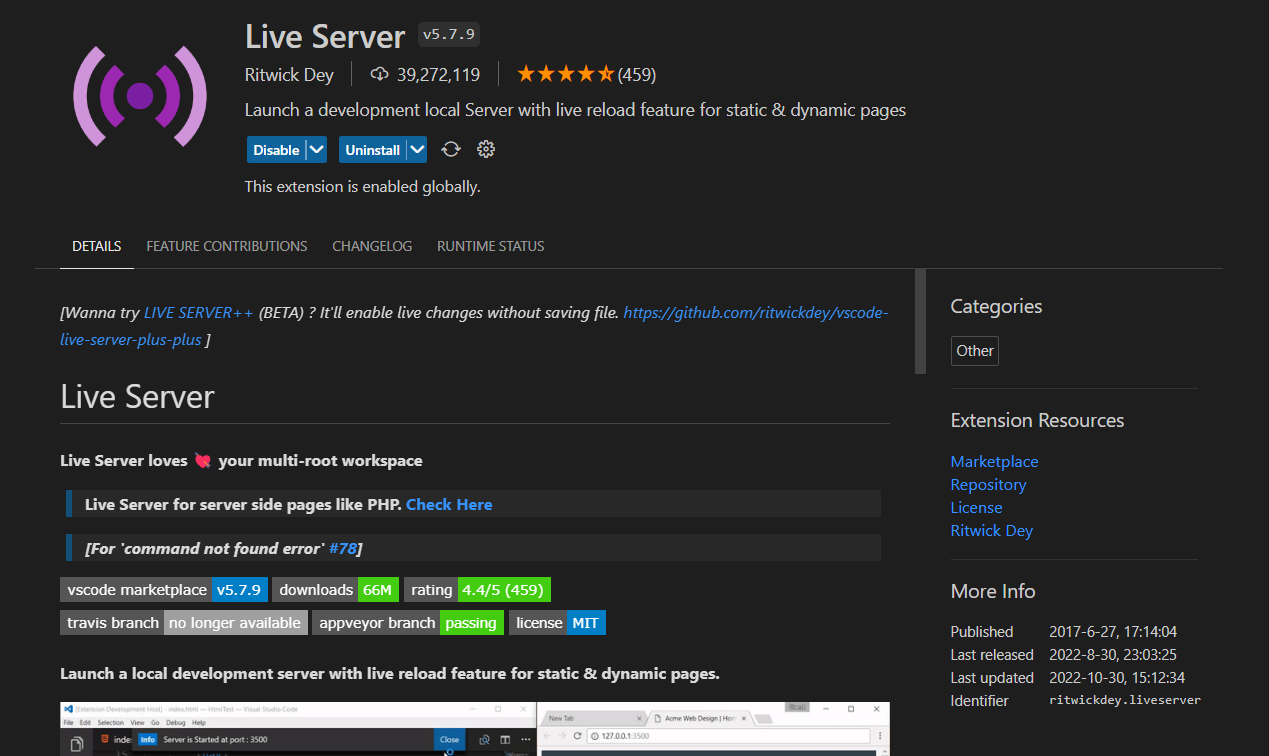 Live Server v5.7.9
Ritwick Dey 39,272,119 (459)
Launch a development local Server with live reload feature for static & dynamic pages
Disable Uninstall
This extension is enabled globally.
DETAILS FEATURE CONTRIBUTIONS CHANGELOG RUNTIME STATUS
[Wanna try LIVE SERVER++ (BETA) ? It'll enable live changes without saving file. https://github.com/ritwickdey/vscode-
live-server-plus-plus ]
Live Server
Live Server loves 💘 your multi-root workspace
Live Server for server side pages like PHP. Check Here
[For 'command not found error' #78]
vscode marketplace v5.7.9 downloads 66M rating 4.4/5 (459)
travis branch no longer available appveyor branch passing license MIT
Launch a local development server with live reload feature for static & dynamic pages.
[Extension Development Host] - index.html — HtmlTest — Visual Studio Code
File Edit Selection View Go Debug Help
inde Info Server is Started at port : 3500 Close
New Tab Acme Web Design | Hom
127.0.0.1:3500
Categories
Other
Extension Resources
Marketplace
Repository
License
Ritwick Dey
More Info
Published 2017-6-27, 17:14:04
Last released 2022-8-30, 23:03:25
Last updated 2022-10-30, 15:12:34
Identifier ritwickdey.liveserver